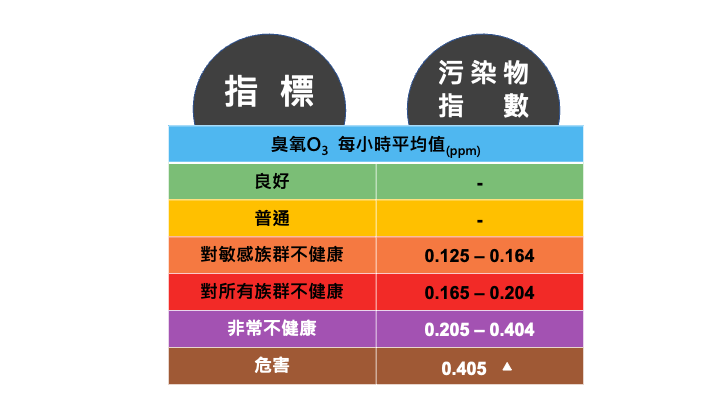 指標
污染物
指數
臭氧O₃ 每小時平均值(ppm)
良好 -
普通 -
對敏感族群不健康 0.125 – 0.164
對所有族群不健康 0.165 – 0.204
非常不健康 0.205 – 0.404
危害 0.405 ▲